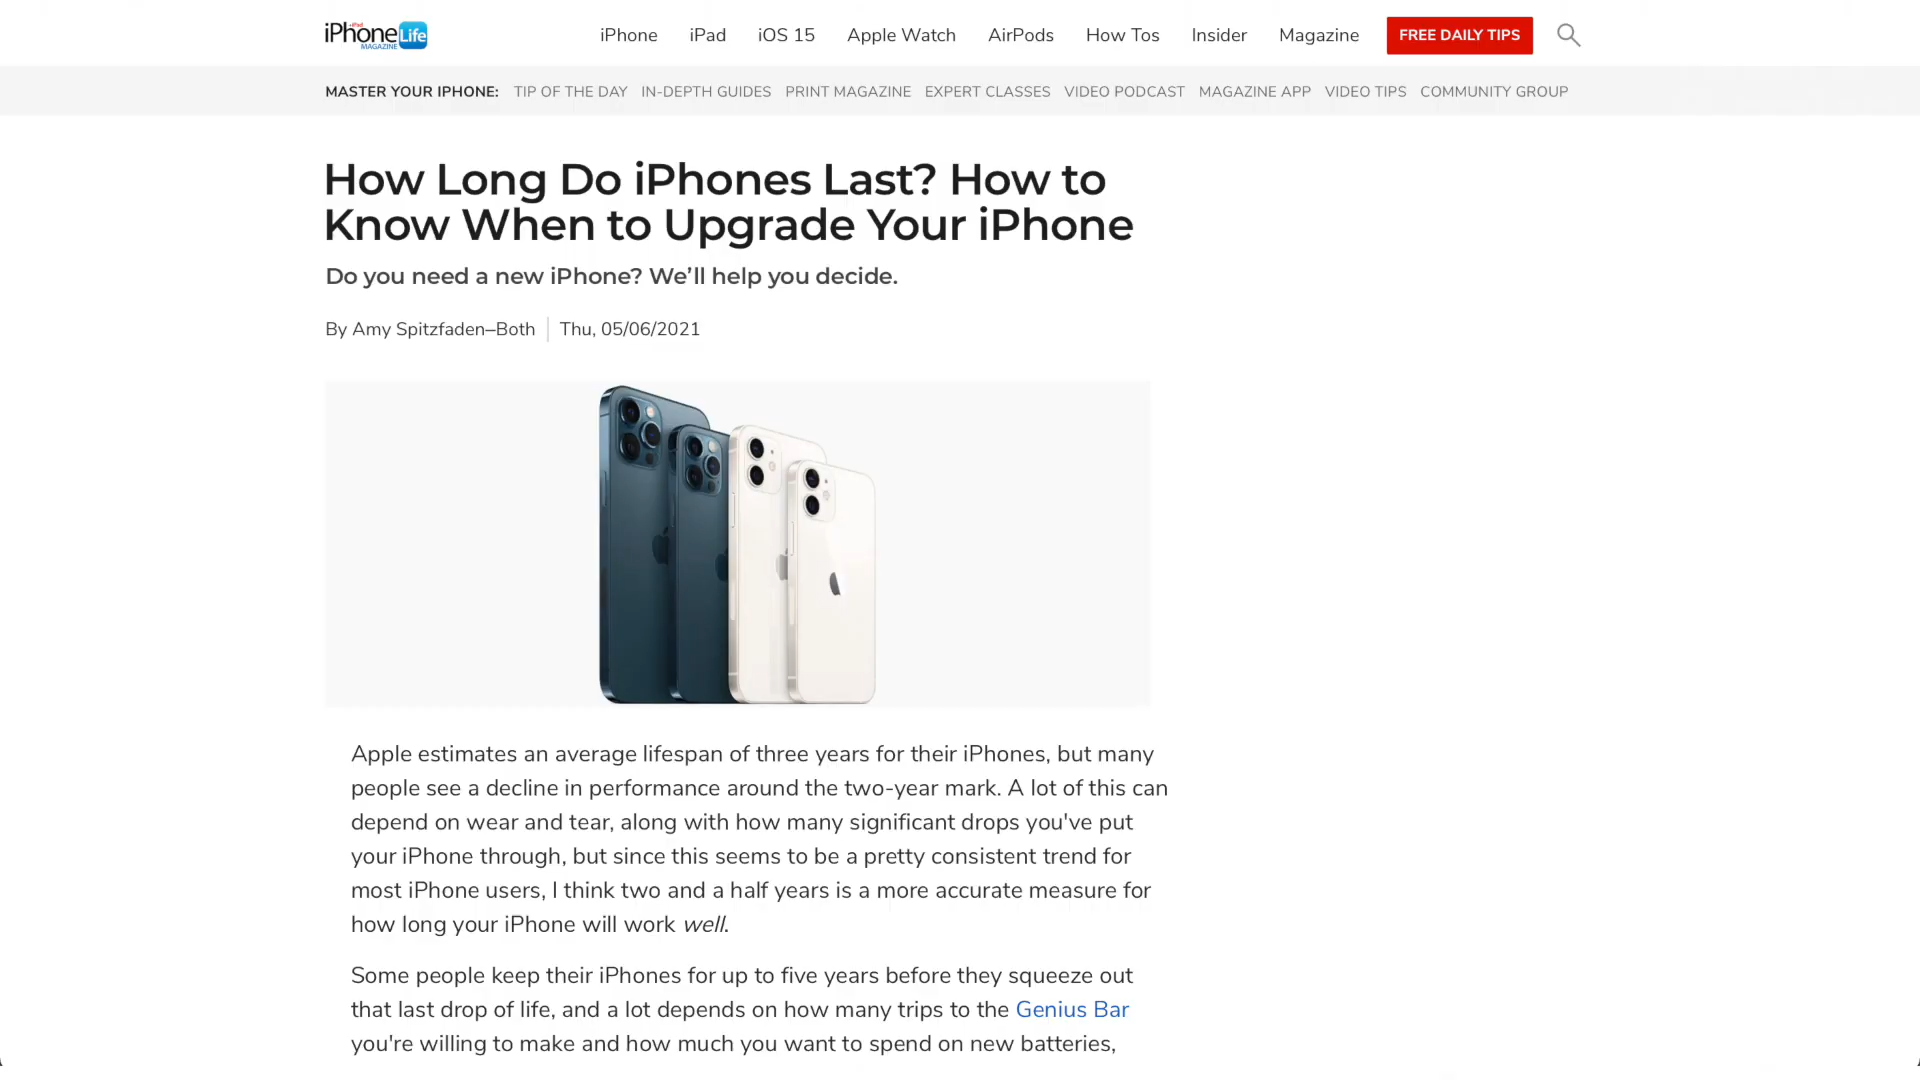 iPhone Life
iPad
MAGAZINE
iPhone iPad iOS 15 Apple Watch AirPods How Tos Insider Magazine FREE DAILY TIPS
MASTER YOUR IPHONE: TIP OF THE DAY IN-DEPTH GUIDES PRINT MAGAZINE EXPERT CLASSES VIDEO PODCAST MAGAZINE APP VIDEO TIPS COMMUNITY GROUP
How Long Do iPhones Last? How to
Know When to Upgrade Your iPhone
Do you need a new iPhone? We’ll help you decide.
By Amy Spitzfaden–Both Thu, 05/06/2021
Apple estimates an average lifespan of three years for their iPhones, but many
people see a decline in performance around the two-year mark. A lot of this can
depend on wear and tear, along with how many significant drops you've put
your iPhone through, but since this seems to be a pretty consistent trend for
most iPhone users, I think two and a half years is a more accurate measure for
how long your iPhone will work well.
Some people keep their iPhones for up to five years before they squeeze out
that last drop of life, and a lot depends on how many trips to the Genius Bar
you're willing to make and how much you want to spend on new batteries,